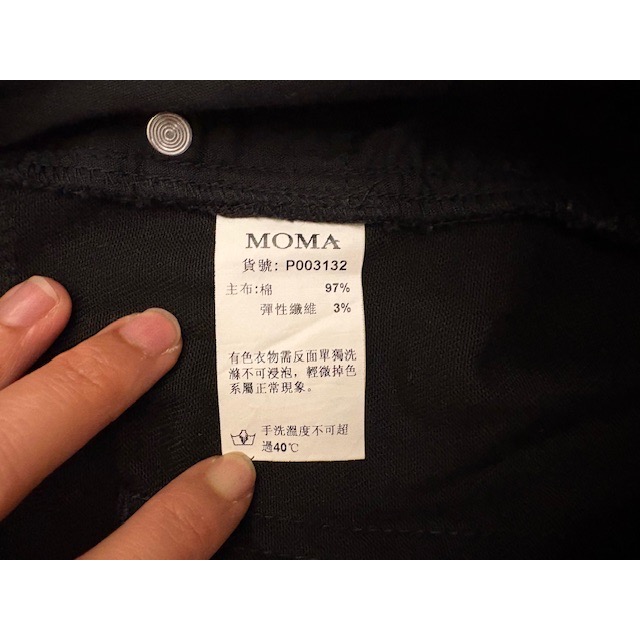 MOMA
貨號: P003132
主布:棉 97%
彈性纖維 3%
有色衣物需反面單獨洗
滌不可浸泡，輕微掉色
系屬正常現象。
手洗溫度不可超
過40℃